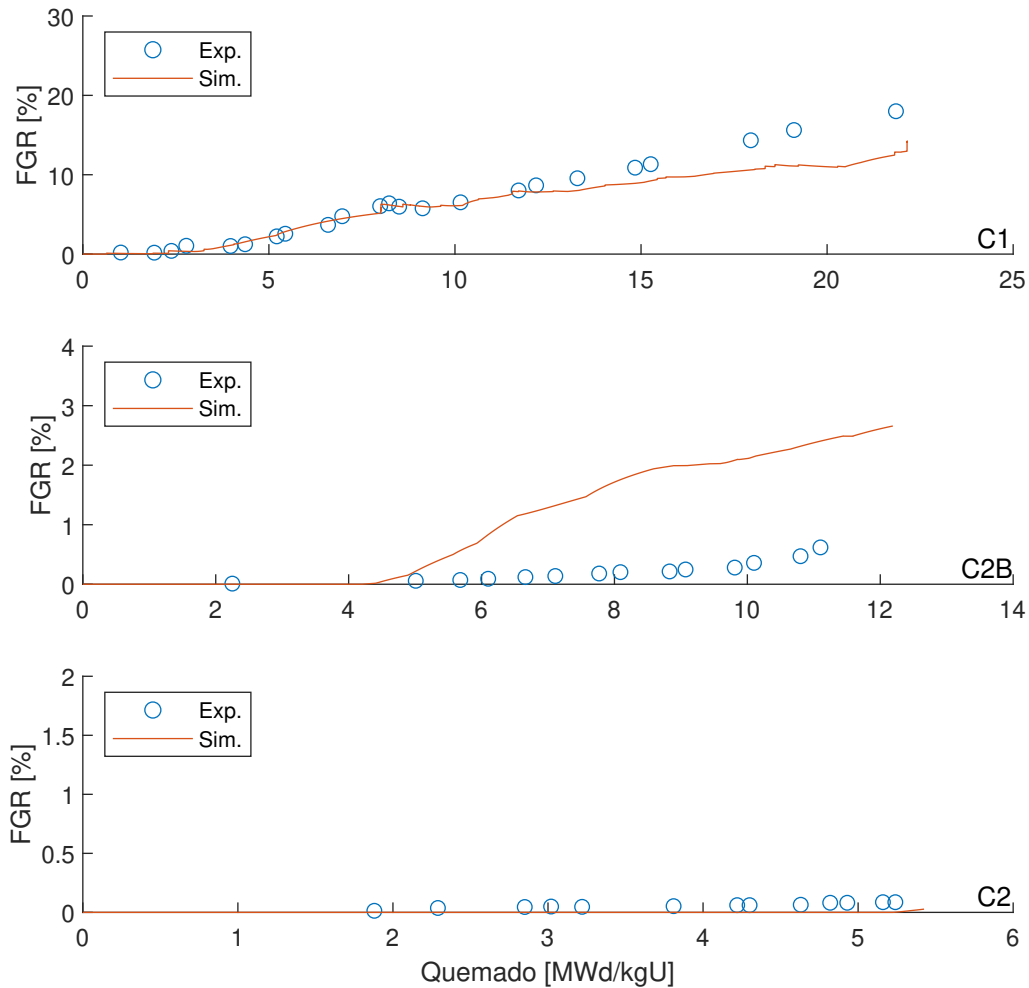 30
20
10
0
FGR [%]
Exp.
Sim.
C1
0 5 10 15 20 25
4
3
2
1
0
FGR [%]
Exp.
Sim.
C2B
0 2 4 6 8 10 12 14
2
1.5
1
0.5
0
FGR [%]
Exp.
Sim.
C2
0 1 2 3 4 5 6
Quemado [MWd/kgU]